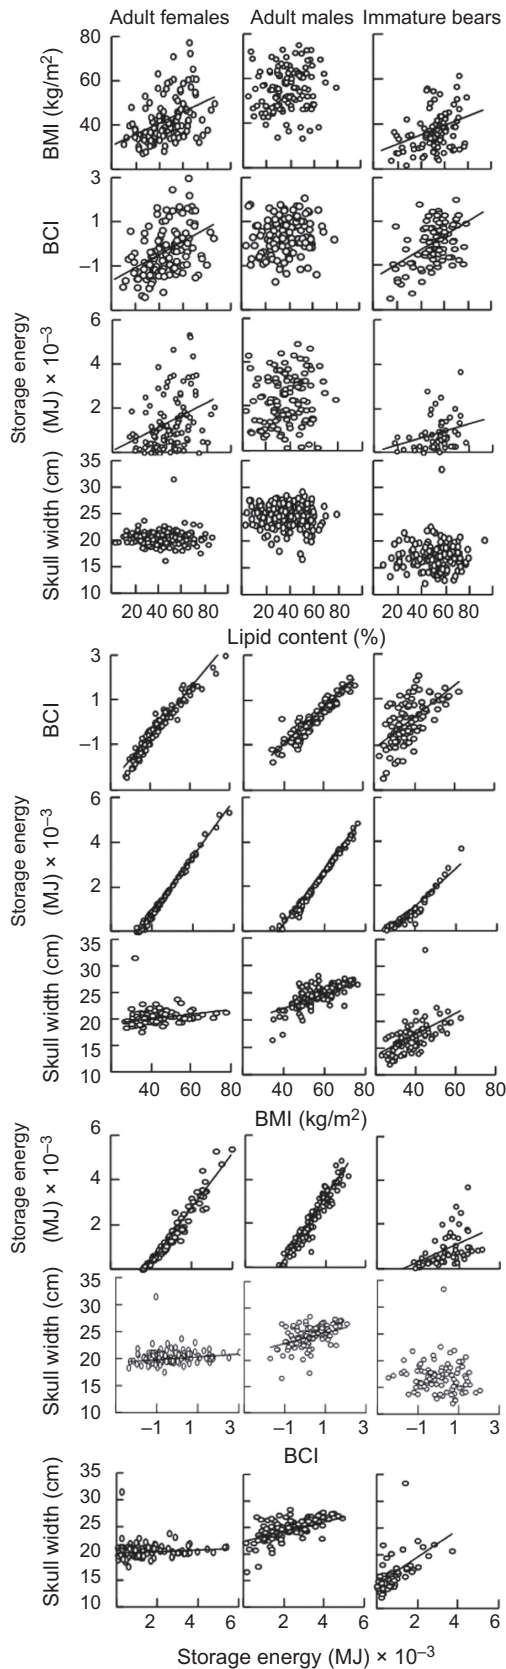 Adult females Adult males Immature bears
BMI (kg/m²)
80
60
40
BCI
3
1
–1
Storage energy
(MJ) × 10⁻³
6
4
2
Skull width (cm)
35
30
25
20
15
10
20 40 60 80 20 40 60 80 20 40 60 80
Lipid content (%)
BCI
3
1
–1
Storage energy
(MJ) × 10⁻³
6
4
2
Skull width (cm)
35
30
25
20
15
10
40 60 80 40 60 80 40 60 80
BMI (kg/m²)
Storage energy
(MJ) × 10⁻³
6
4
2
Skull width (cm)
35
30
25
20
15
10
–1 1 3 –1 1 3 –1 1 3
BCI
Skull width (cm)
35
30
25
20
15
10
2 4 6 2 4 6 2 4 6
Storage energy (MJ) × 10⁻³